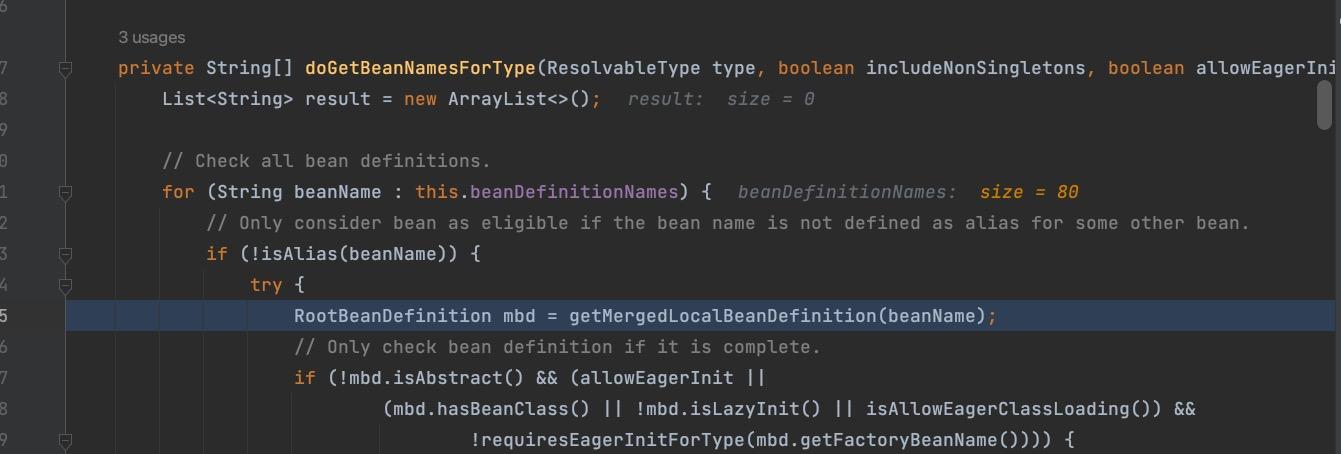 6
3 usages
7 private String[] doGetBeanNamesForType(ResolvableType type, boolean includeNonSingletons, boolean allowEagerIni
8 List<String> result = new ArrayList<>(); result: size = 0
9
0 // Check all bean definitions.
1 for (String beanName : this.beanDefinitionNames) { beanDefinitionNames: size = 80
2 // Only consider bean as eligible if the bean name is not defined as alias for some other bean.
3 if (!isAlias(beanName)) {
4 try {
5 RootBeanDefinition mbd = getMergedLocalBeanDefinition(beanName);
6 // Only check bean definition if it is complete.
7 if (!mbd.isAbstract() && (allowEagerInit ||
8 (mbd.hasBeanClass() || !mbd.isLazyInit() || isAllowEagerClassLoading()) &&
9 !requiresEagerInitForType(mbd.getFactoryBeanName()))) {